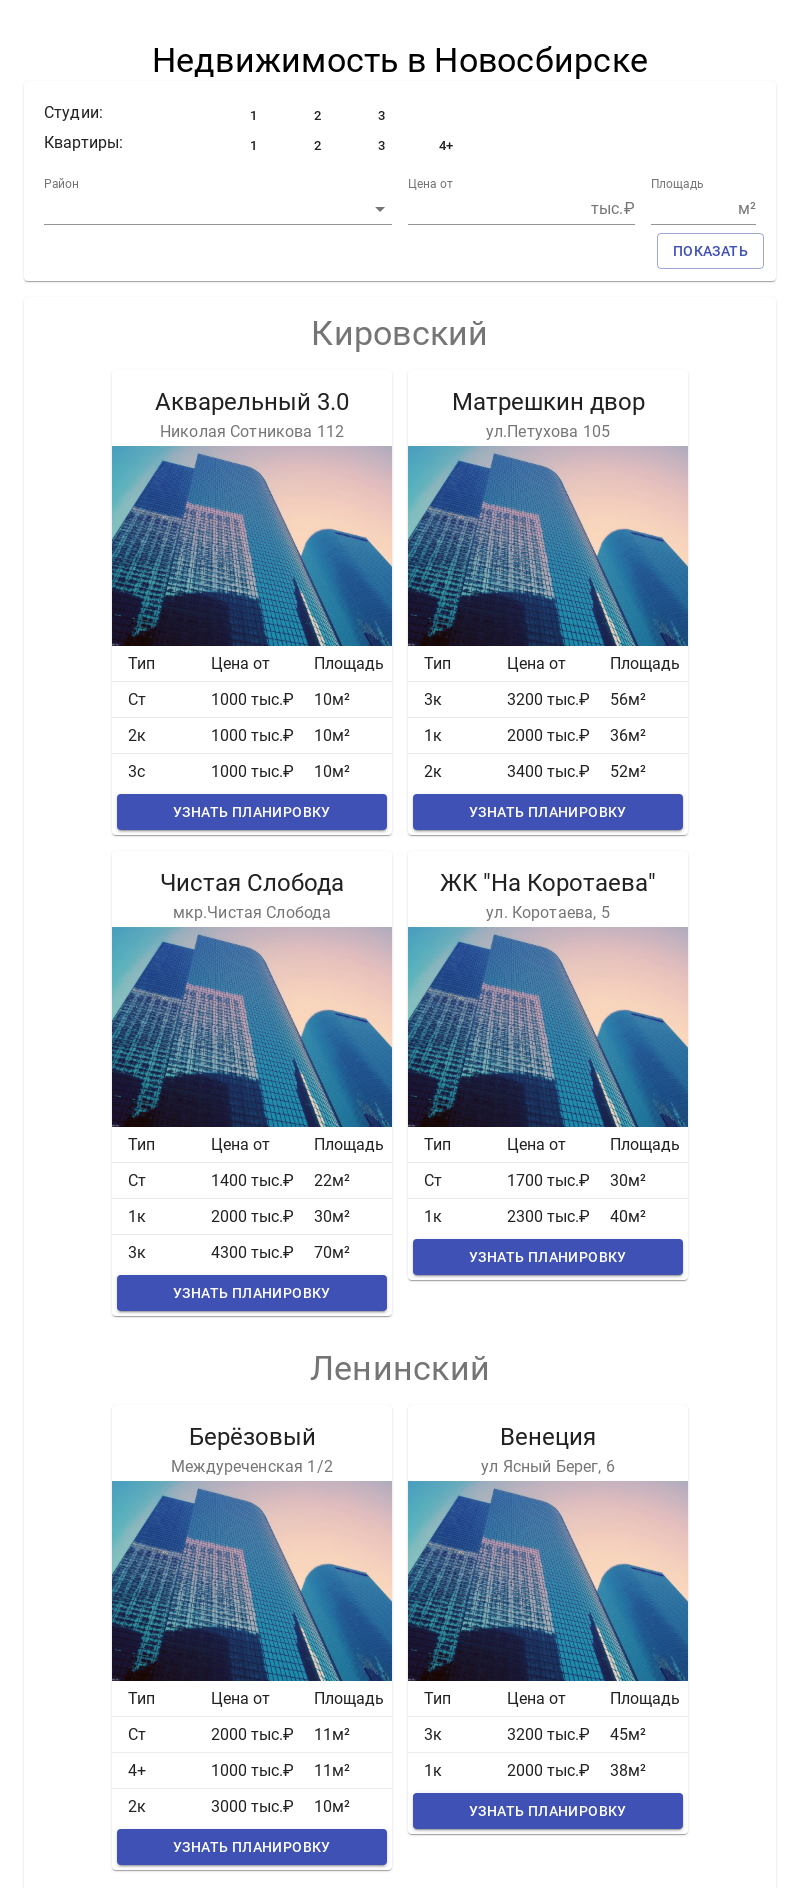 Недвижимость в Новосбирске
Студии: 1 2 3
Квартиры: 1 2 3 4+
Район Цена от Площадь
тыс.₽ м²
ПОКАЗАТЬ
Кировский
Акварельный 3.0
Николая Сотникова 112
Тип Цена от Площадь
Ст 1000 тыс.₽ 10м²
2к 1000 тыс.₽ 10м²
3с 1000 тыс.₽ 10м²
УЗНАТЬ ПЛАНИРОВКУ
Матрешкин двор
ул.Петухова 105
Тип Цена от Площадь
3к 3200 тыс.₽ 56м²
1к 2000 тыс.₽ 36м²
2к 3400 тыс.₽ 52м²
УЗНАТЬ ПЛАНИРОВКУ
Чистая Слобода
мкр.Чистая Слобода
Тип Цена от Площадь
Ст 1400 тыс.₽ 22м²
1к 2000 тыс.₽ 30м²
3к 4300 тыс.₽ 70м²
УЗНАТЬ ПЛАНИРОВКУ
ЖК "На Коротаева"
ул. Коротаева, 5
Тип Цена от Площадь
Ст 1700 тыс.₽ 30м²
1к 2300 тыс.₽ 40м²
УЗНАТЬ ПЛАНИРОВКУ
Ленинский
Берёзовый
Междуреченская 1/2
Тип Цена от Площадь
Ст 2000 тыс.₽ 11м²
4+ 1000 тыс.₽ 11м²
2к 3000 тыс.₽ 10м²
УЗНАТЬ ПЛАНИРОВКУ
Венеция
ул Ясный Берег, 6
Тип Цена от Площадь
3к 3200 тыс.₽ 45м²
1к 2000 тыс.₽ 38м²
УЗНАТЬ ПЛАНИРОВКУ